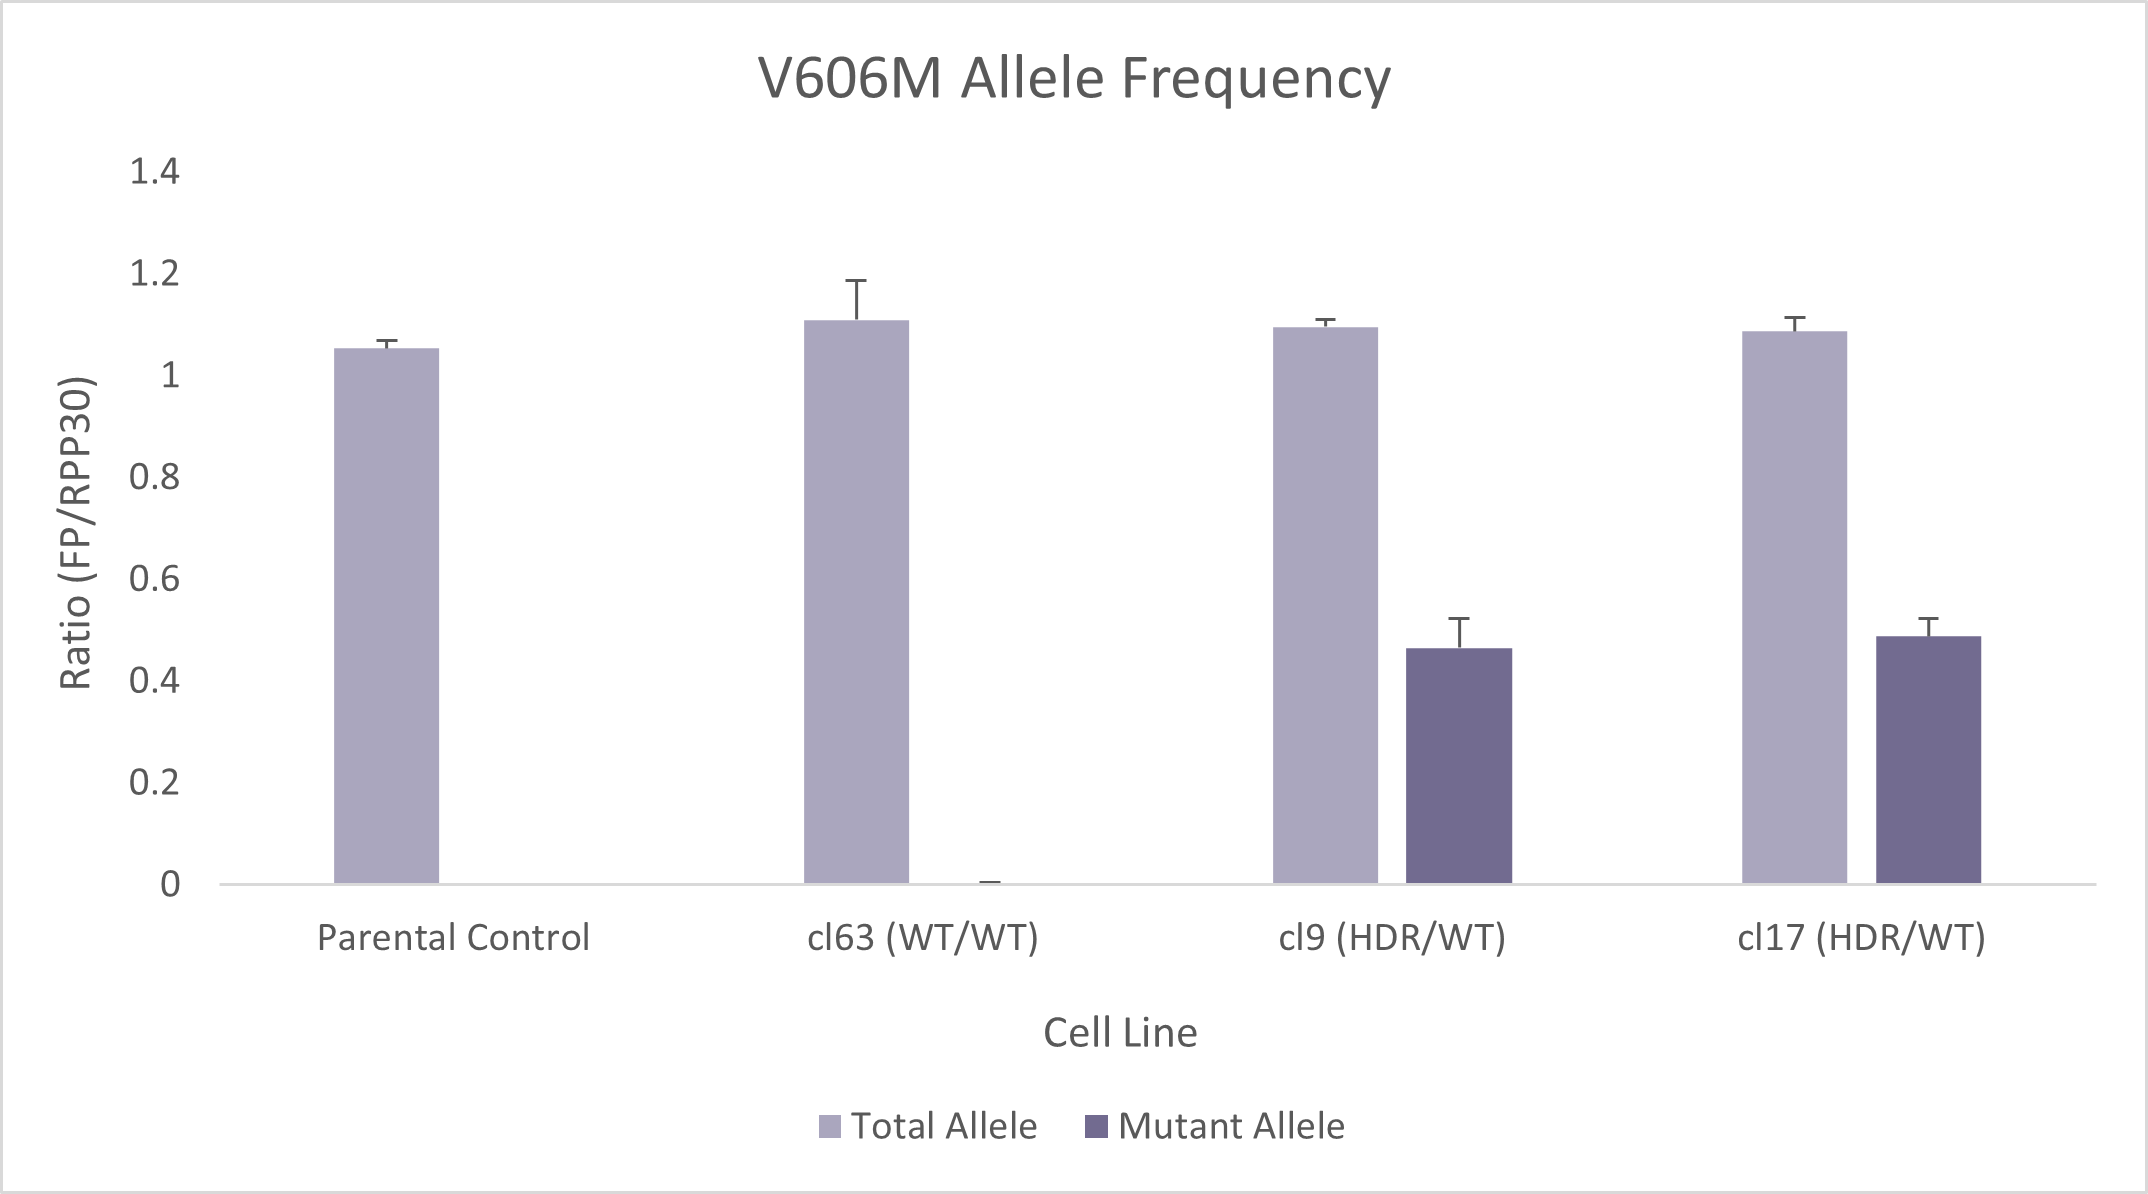 V606M Allele Frequency
1.4
1.2
1
0.8
0.6
0.4
0.2
0
Ratio (FP/RPP30)
Parental Control
cl63 (WT/WT)
cl9 (HDR/WT)
cl17 (HDR/WT)
Cell Line
Total Allele
Mutant Allele